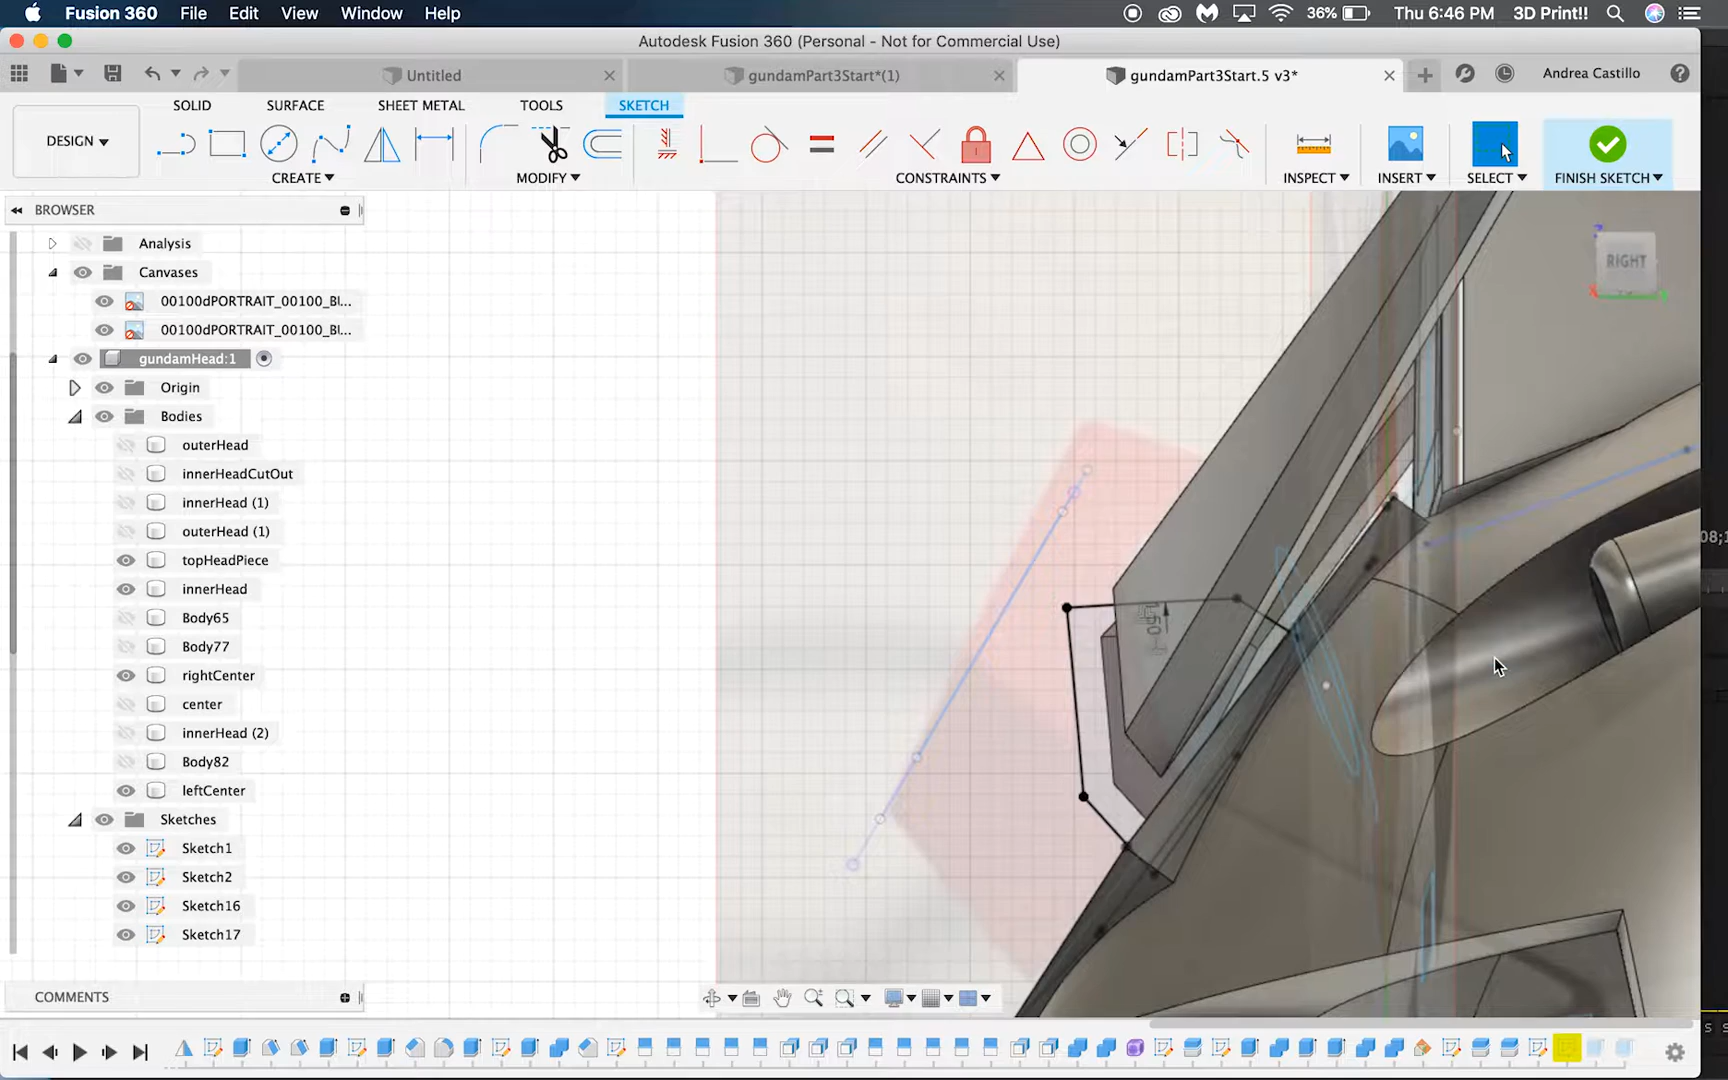 Fusion 360 File Edit View Window Help 36% Thu 6:46 PM 3D Print!!
Autodesk Fusion 360 (Personal - Not for Commercial Use)
Untitled gundamPart3Start*(1) gundamPart3Start.5 v3* Andrea Castillo
SOLID SURFACE SHEET METAL TOOLS SKETCH
DESIGN
CREATE MODIFY CONSTRAINTS INSPECT INSERT SELECT FINISH SKETCH
BROWSER
Analysis
Canvases
00100dPORTRAIT_00100_BI...
00100dPORTRAIT_00100_BI...
gundamHead:1
Origin
Bodies
outerHead
innerHeadCutOut
innerHead (1)
outerHead (1)
topHeadPiece
innerHead
Body65
Body77
rightCenter
center
innerHead (2)
Body82
leftCenter
Sketches
Sketch1
Sketch2
Sketch16
Sketch17
RIGHT
COMMENTS